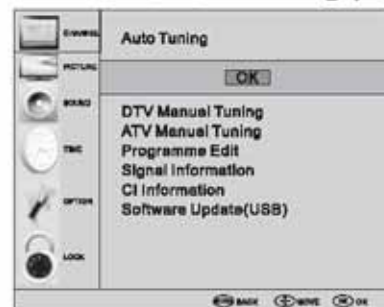 CHANNEL
PICTURE
SOUND
TIME
OPTION
LOCK
Auto Tuning
OK
DTV Manual Tuning
ATV Manual Tuning
Programme Edit
Signal Information
CI Information
Software Update(USB)
BACK MOVE OK